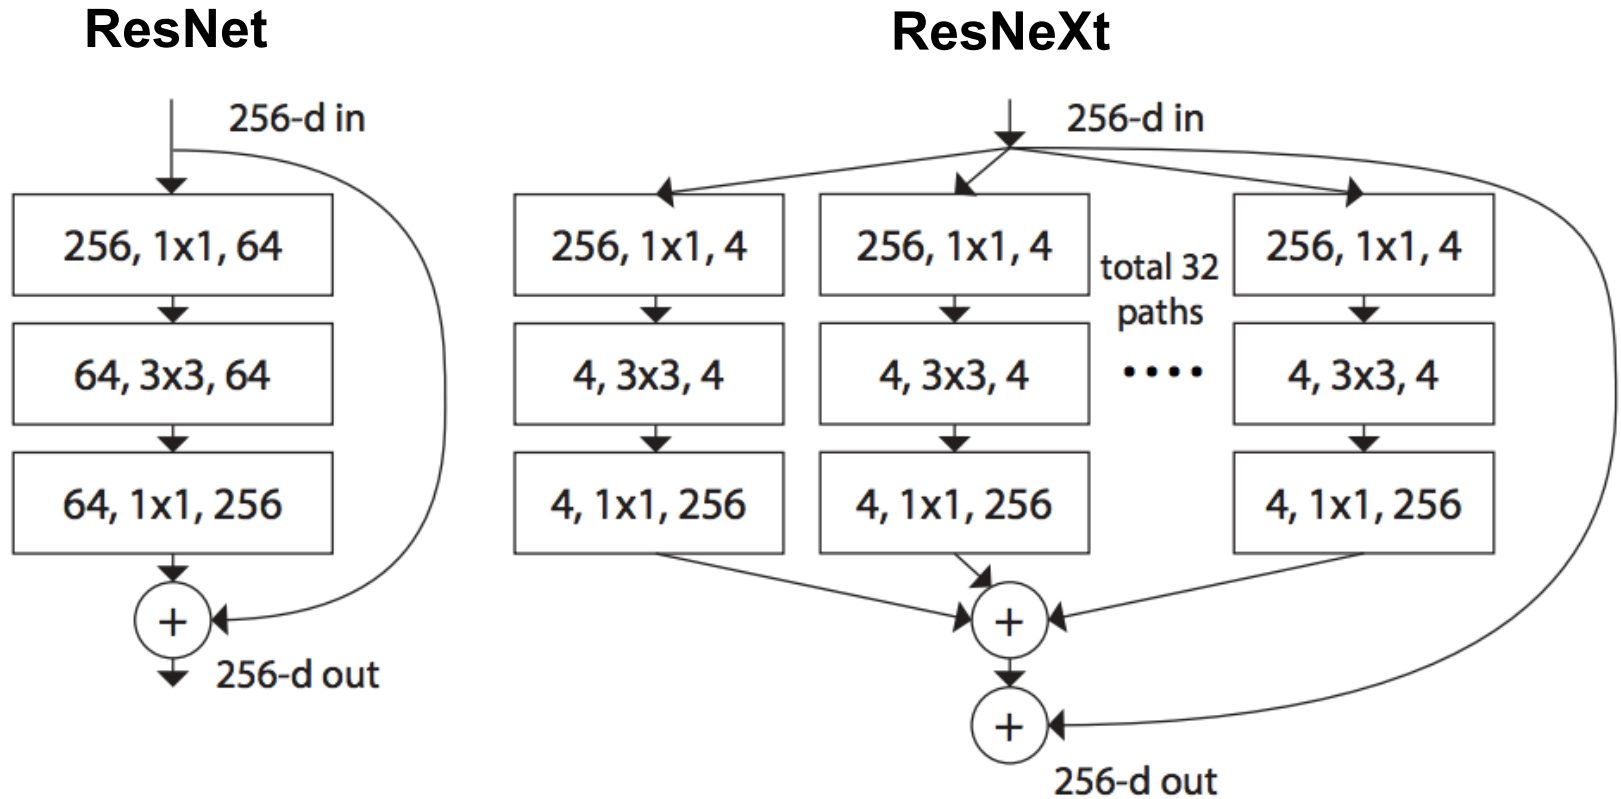 ResNet
256-d in
256, 1x1, 64
64, 3x3, 64
64, 1x1, 256
+
256-d out
ResNeXt
256-d in
256, 1x1, 4
4, 3x3, 4
4, 1x1, 256
256, 1x1, 4
4, 3x3, 4
4, 1x1, 256
total 32
paths
....
256, 1x1, 4
4, 3x3, 4
4, 1x1, 256
+
+
256-d out